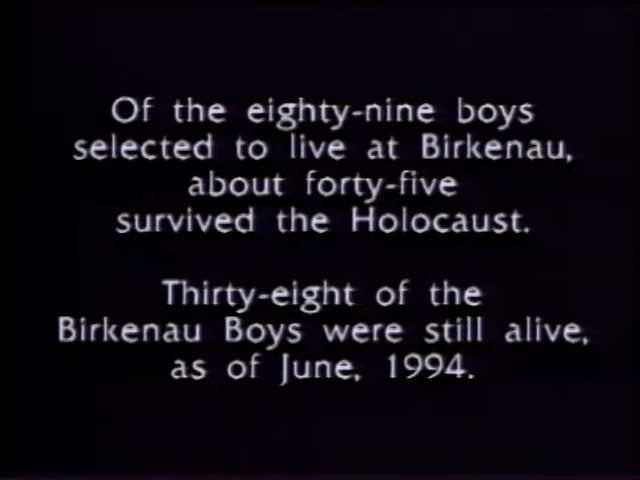 Of the eighty-nine boys
selected to live at Birkenau,
about forty-five
survived the Holocaust.
Thirty-eight of the
Birkenau Boys were still alive,
as of June, 1994.